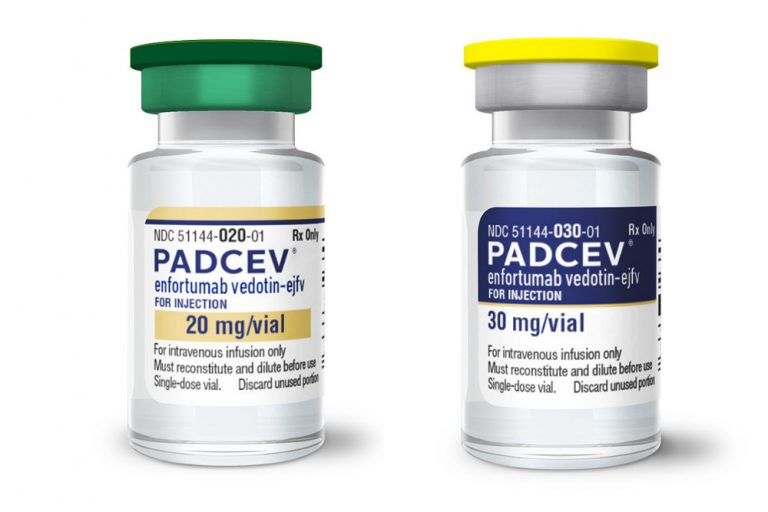 NDC 51144-020-01 Rx Only
PADCEV®
enfortumab vedotin-ejfv
FOR INJECTION
20 mg/vial
For intravenous infusion only
Must reconstitute and dilute before use
Single-dose vial. Discard unused portion
NDC 51144-030-01 Rx Only
PADCEV®
enfortumab vedotin-ejfv
FOR INJECTION
30 mg/vial
For intravenous infusion only
Must reconstitute and dilute before use
Single-dose vial. Discard unused portion